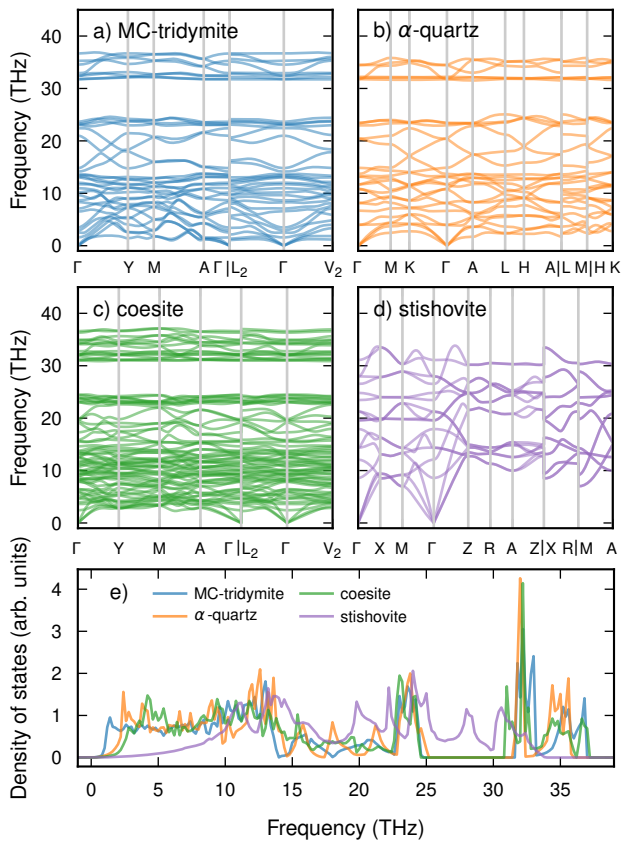 a) MC-tridymite
b) α-quartz
Frequency (THz)
40
30
20
10
0
Γ Y M A Γ|L₂ Γ V₂
Γ M K Γ A L H A|L M|H K
c) coesite
d) stishovite
Frequency (THz)
40
30
20
10
0
Γ Y M A Γ|L₂ Γ V₂
Γ X M Γ Z R A Z|X R|M A
e)
MC-tridymite
α-quartz
coesite
stishovite
Density of states (arb. units)
4
3
2
1
0
0 5 10 15 20 25 30 35
Frequency (THz)